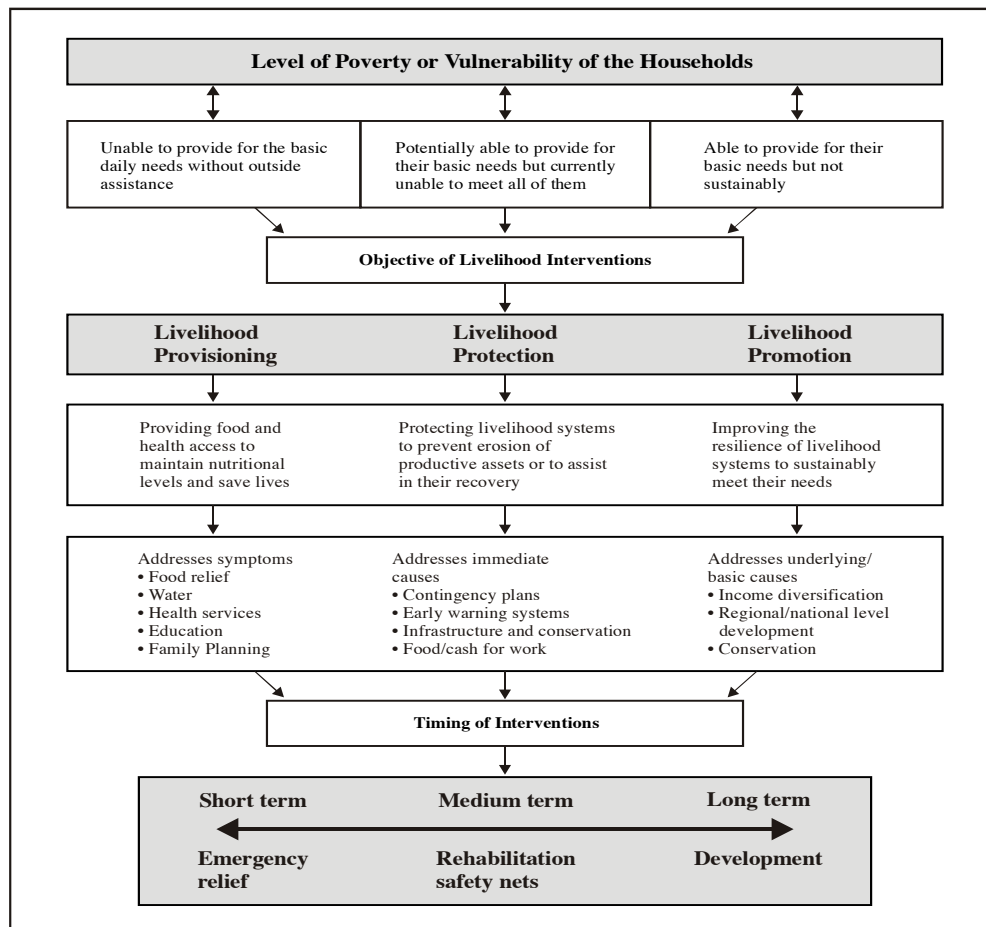 Level of Poverty or Vulnerability of the Households
Unable to provide for the basic
daily needs without outside
assistance
Potentially able to provide for
their basic needs but currently
unable to meet all of them
Able to provide for their
basic needs but not
sustainably
Objective of Livelihood Interventions
Livelihood
Provisioning
Livelihood
Protection
Livelihood
Promotion
Providing food and
health access to
maintain nutritional
levels and save lives
Protecting livelihood systems
to prevent erosion of
productive assets or to assist
in their recovery
Improving the
resilience of livelihood
systems to sustainably
meet their needs
Addresses symptoms
• Food relief
• Water
• Health services
• Education
• Family Planning
Addresses immediate
causes
• Contingency plans
• Early warning systems
• Infrastructure and conservation
• Food/cash for work
Addresses underlying/
basic causes
• Income diversification
• Regional/national level
development
• Conservation
Timing of Interventions
Short term
Medium term
Long term
Emergency
relief
Rehabilitation
safety nets
Development